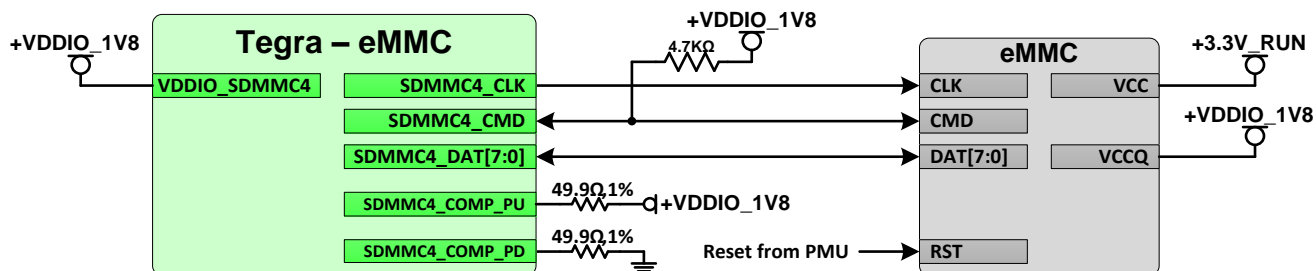 +VDDIO_1V8
Tegra – eMMC
VDDIO_SDMMC4
SDMMC4_CLK
SDMMC4_CMD
SDMMC4_DAT[7:0]
SDMMC4_COMP_PU
SDMMC4_COMP_PD
+VDDIO_1V8
4.7KΩ
49.9Ω,1%
+VDDIO_1V8
49.9Ω,1%
Reset from PMU
eMMC
CLK
CMD
DAT[7:0]
RST
VCC
VCCQ
+3.3V_RUN
+VDDIO_1V8